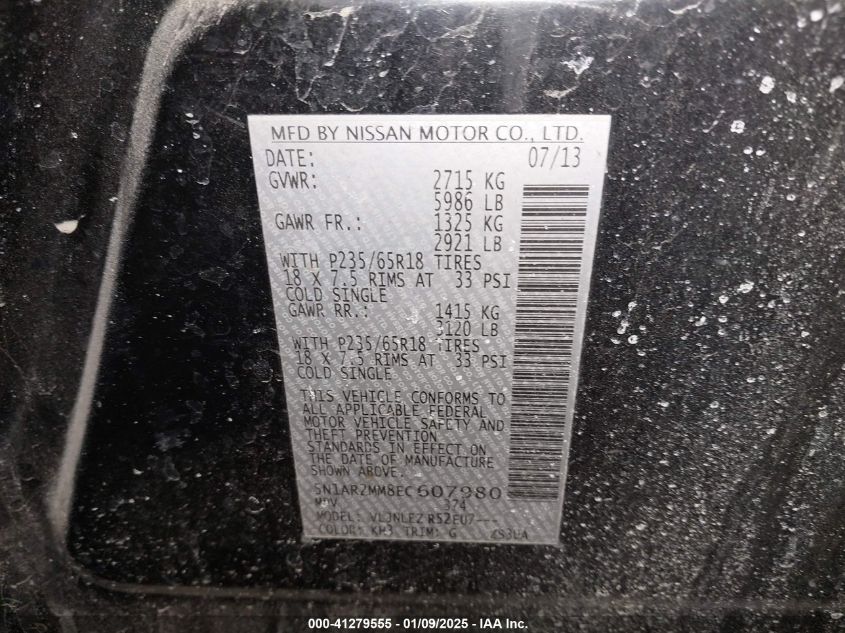 MFD BY NISSAN MOTOR CO., LTD.
DATE: 07/13
GVWR: 2715 KG
5986 LB
GAWR FR.: 1325 KG
2921 LB
WITH P235/65R18 TIRES
18 X 7.5 RIMS AT 33 PSI
COLD SINGLE
GAWR RR.: 1415 KG
3120 LB
WITH P235/65R18 TIRES
18 X 7.5 RIMS AT 33 PSI
COLD SINGLE
THIS VEHICLE CONFORMS TO
ALL APPLICABLE FEDERAL
MOTOR VEHICLE SAFETY AND
THEFT PREVENTION
STANDARDS IN EFFECT ON
THE DATE OF MANUFACTURE
SHOWN ABOVE.
5N1AR2MM8EC607980
MPV 374
MODEL: VLJNLEZ R52EU7---
COLOR: KH3 TRIM: G
000-41279555 - 01/09/2025 - IAA Inc.